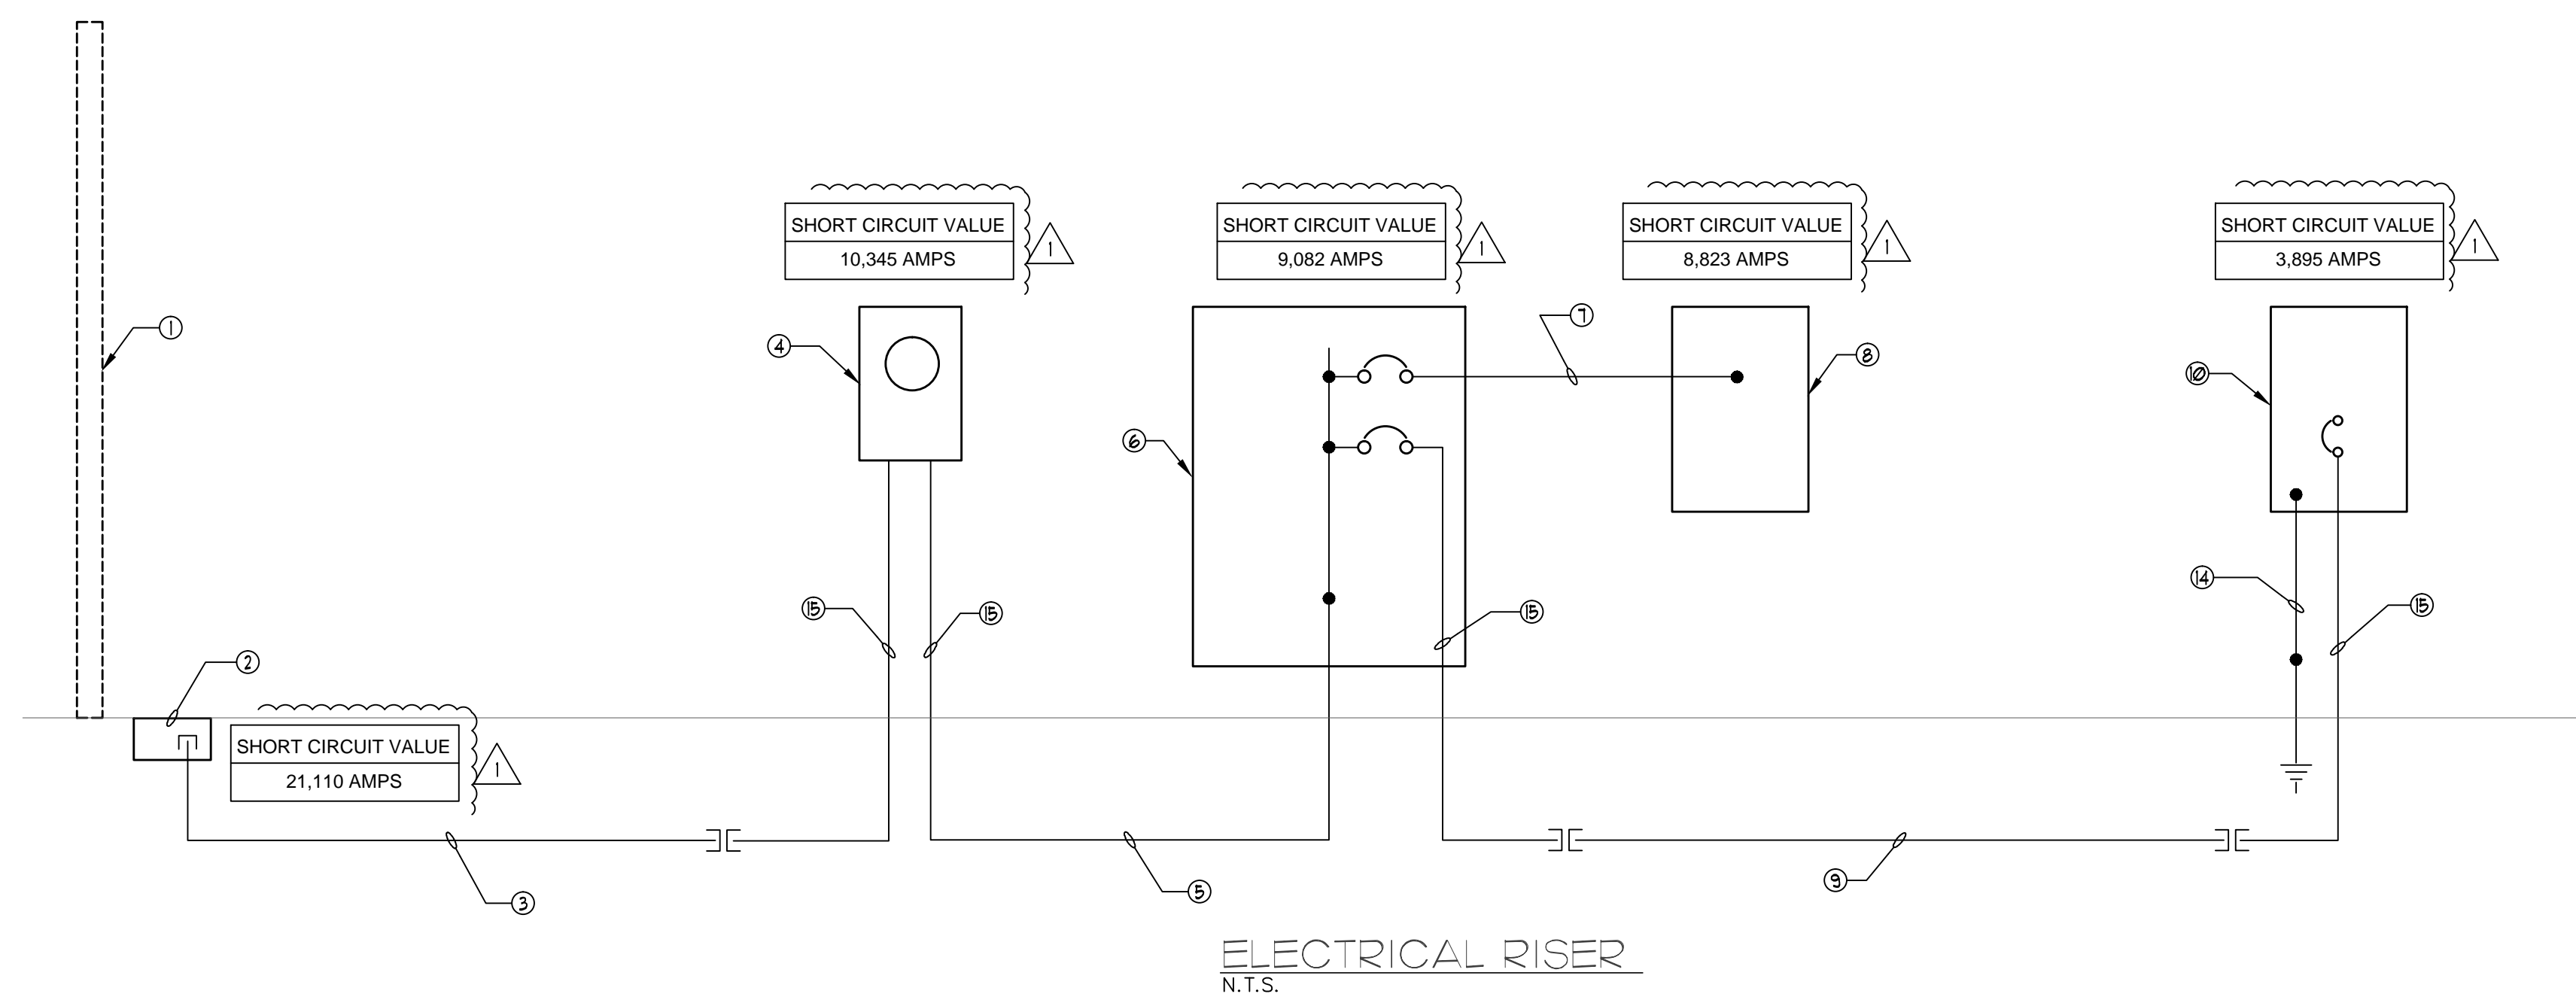 SHORT CIRCUIT VALUE
10,345 AMPS
1
SHORT CIRCUIT VALUE
9,082 AMPS
1
SHORT CIRCUIT VALUE
8,823 AMPS
1
SHORT CIRCUIT VALUE
3,895 AMPS
1
1
4
6
7
8
10
15
15
15
14
15
2
SHORT CIRCUIT VALUE
21,110 AMPS
1
3
5
9
ELECTRICAL RISER
N.T.S.